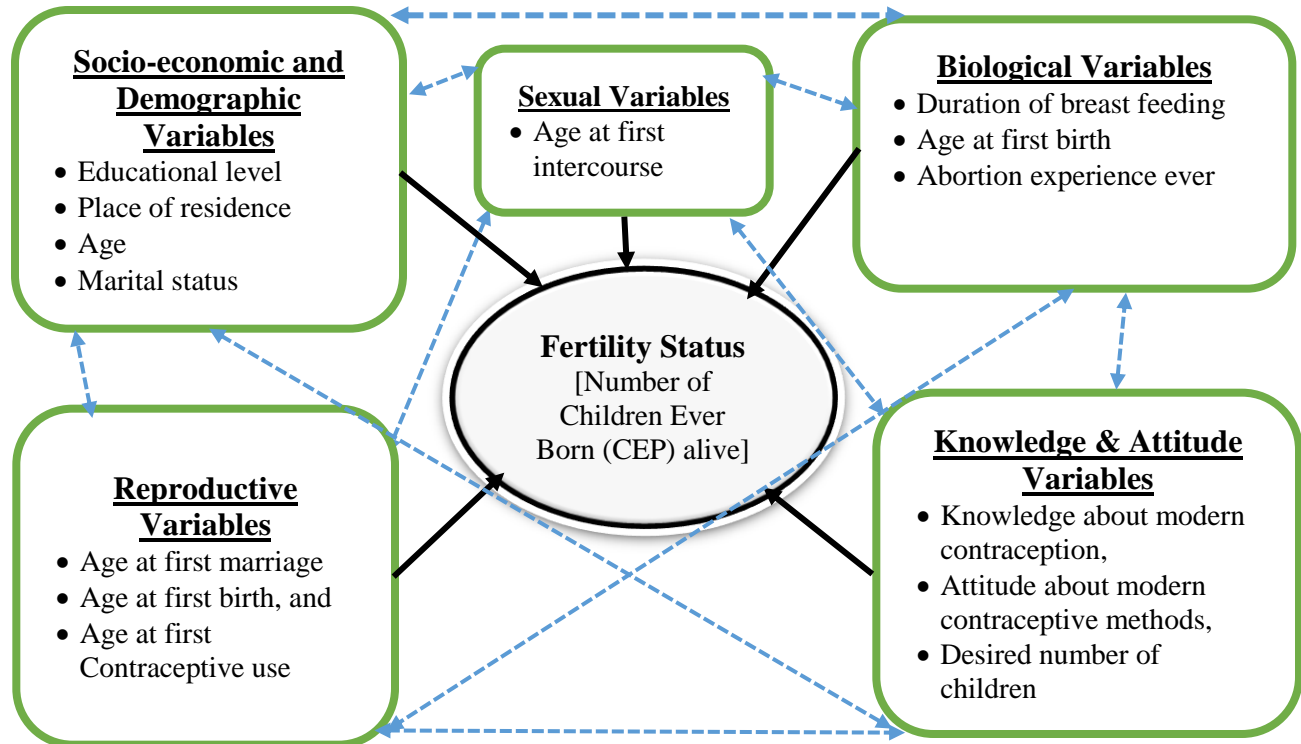 Socio-economic and
Demographic
Variables
• Educational level
• Place of residence
• Age
• Marital status
Sexual Variables
• Age at first
intercourse
Biological Variables
• Duration of breast feeding
• Age at first birth
• Abortion experience ever
Fertility Status
[Number of
Children Ever
Born (CEP) alive]
Reproductive
Variables
• Age at first marriage
• Age at first birth, and
• Age at first
Contraceptive use
Knowledge & Attitude
Variables
• Knowledge about modern
contraception,
• Attitude about modern
contraceptive methods,
• Desired number of
children